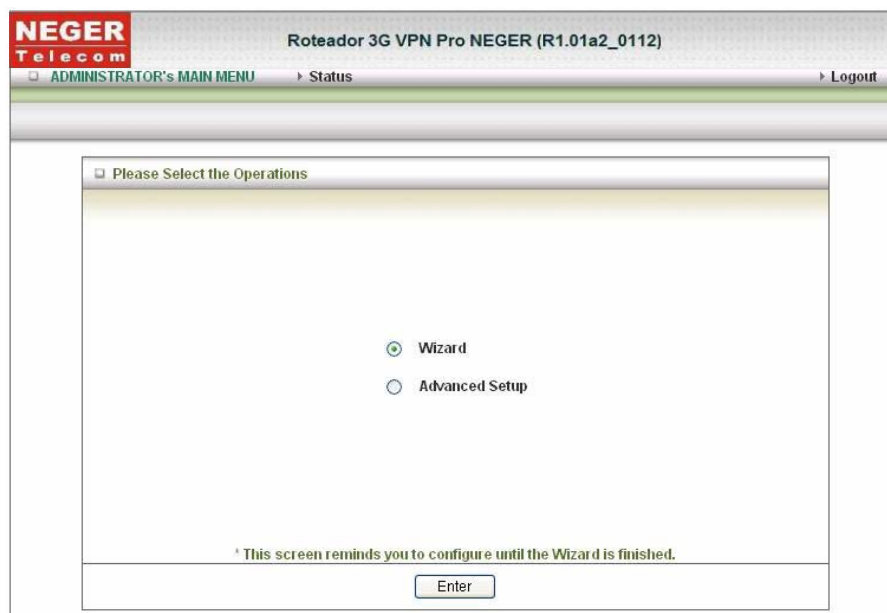 NEGER
Telecom
Roteador 3G VPN Pro NEGER (R1.01a2_0112)
ADMINISTRATOR's MAIN MENU Status Logout
Please Select the Operations
Wizard
Advanced Setup
* This screen reminds you to configure until the Wizard is finished.
Enter